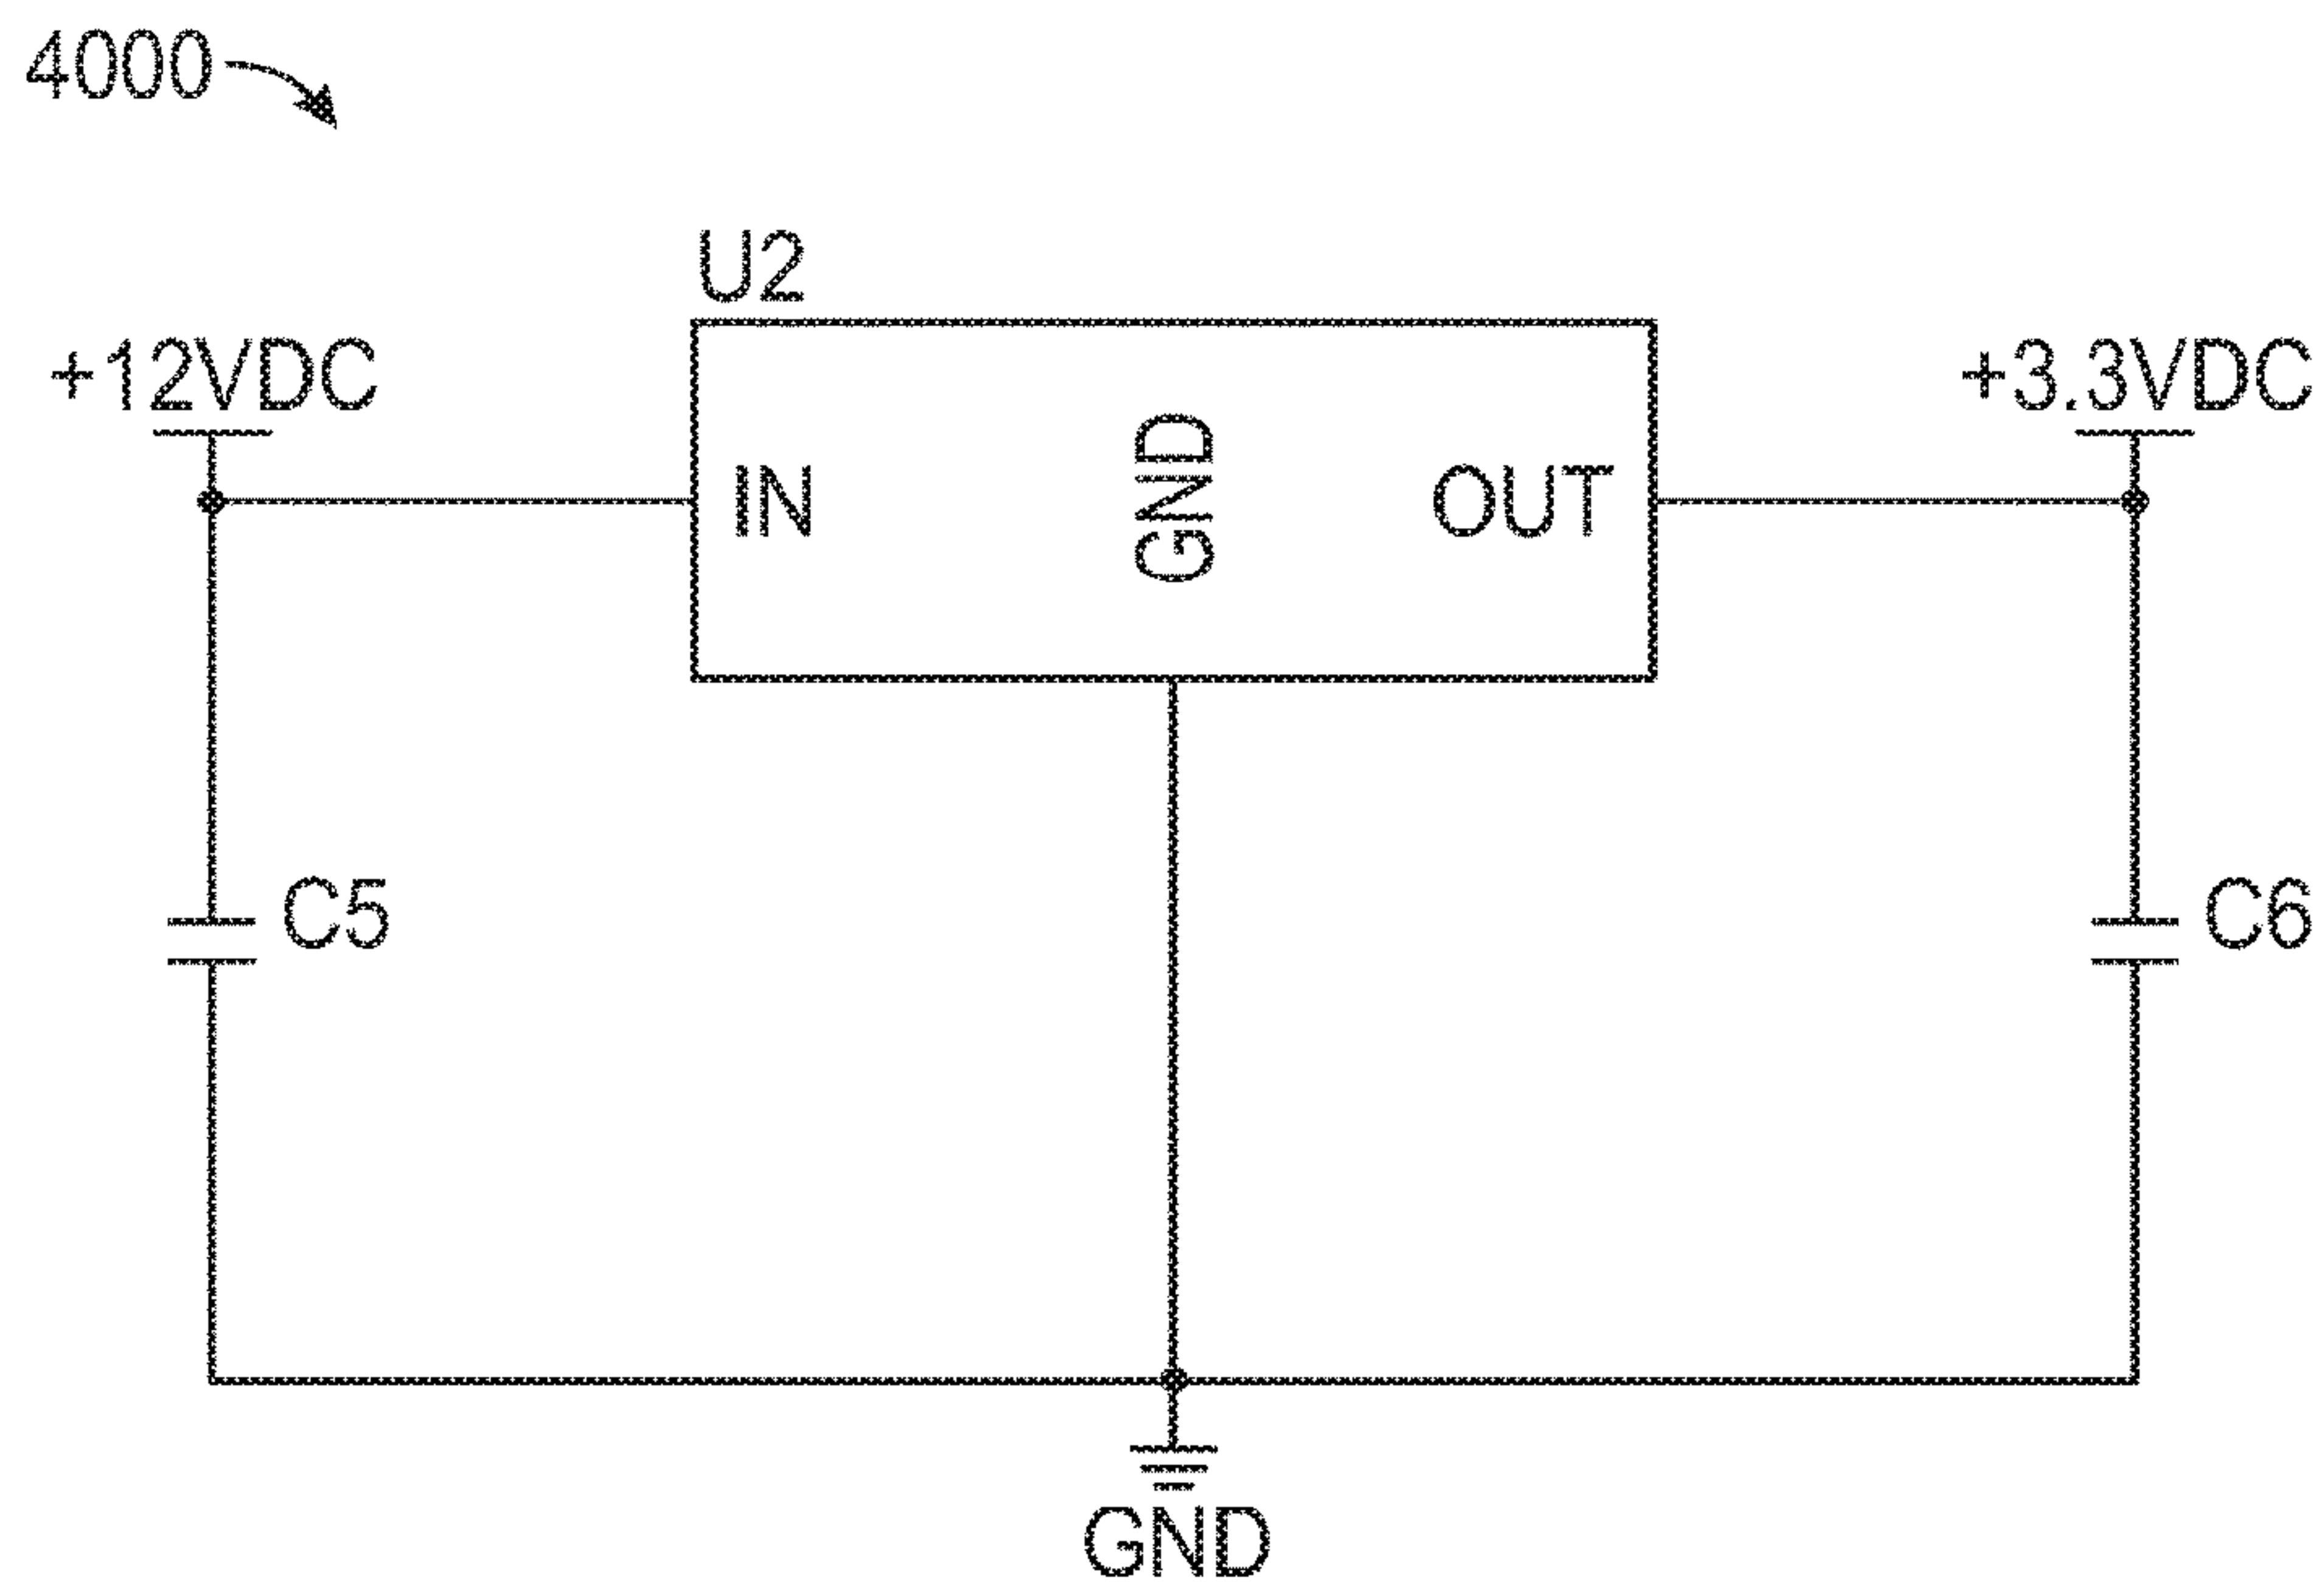 4000
U2
+12VDC
+3.3VDC
IN
GND
OUT
C5
C6
GND